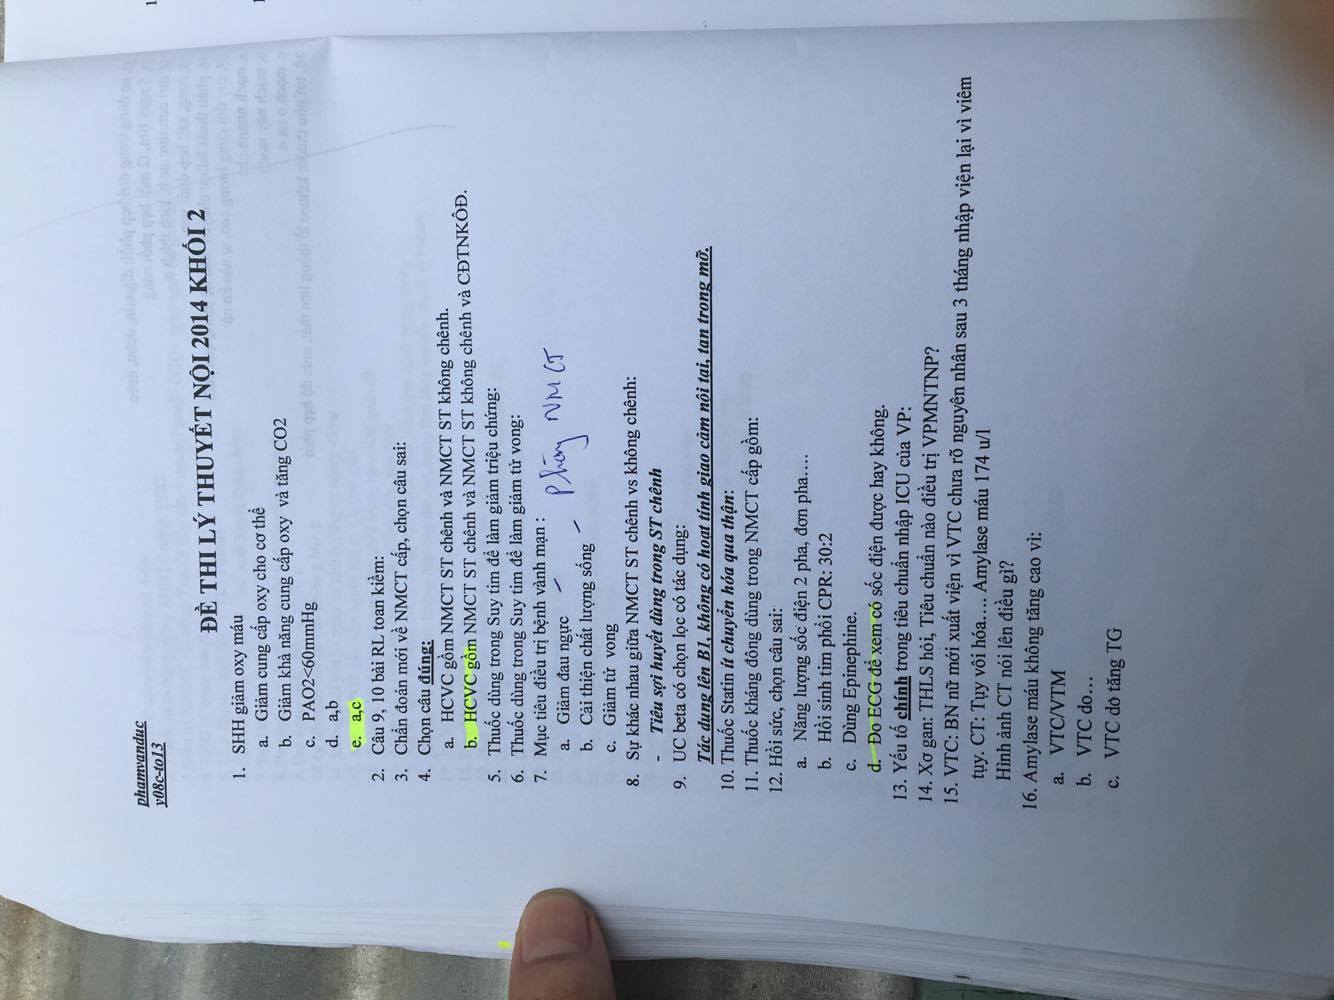 phamvanduc
y08c-to13
ĐỀ THI LÝ THUYẾT NỘI 2014 KHỐI 2
1. SHH giảm oxy máu
a. Giảm cung cấp oxy cho cơ thể
b. Giảm khả năng cung cấp oxy và tăng CO2
c. PAO2<60mmHg
d. a,b
e. a,c
2. Câu 9, 10 bài RL toan kiềm:
3. Chẩn đoán mới về NMCT cấp, chọn câu sai:
4. Chọn câu đúng:
a. HCVC gồm NMCT ST chênh và NMCT ST không chênh.
b. HCVC gồm NMCT ST chênh và NMCT ST không chênh và CĐTNKÔĐ.
5. Thuốc dùng trong Suy tim để làm giảm triệu chứng:
6. Thuốc dùng trong Suy tim để làm giảm tử vong:
7. Mục tiêu điều trị bệnh vành mạn :
a. Giảm đau ngực
b. Cải thiện chất lượng sống
Phòng NMCT
c. Giảm tử vong
8. Sự khác nhau giữa NMCT ST chênh vs không chênh:
- Tiêu sợi huyết dùng trong ST chênh
9. UC beta có chọn lọc có tác dụng:
Tác dụng lên B1, không có hoạt tính giao cảm nội tai, tan trong mỡ.
10. Thuốc Statin ít chuyển hóa qua thận:
11. Thuốc kháng đông dùng trong NMCT cấp gồm:
12. Hồi sức, chọn câu sai:
a. Năng lượng sốc điện 2 pha, đơn pha….
b. Hồi sinh tim phổi CPR: 30:2
c. Dùng Epinephine.
d. Đo ECG để xem có sốc điện được hay không.
13. Yếu tố chính trong tiêu chuẩn nhập ICU của VP:
14. Xơ gan: THLS hỏi, Tiêu chuẩn nào điều trị VPMNTNP?
15. VTC: BN nữ mới xuất viện vì VTC chưa rõ nguyên nhân sau 3 tháng nhập viện lại vì viêm
tụy. CT: Tụy vôi hóa…. Amylase máu 174 u/l
Hình ảnh CT nói lên điều gì?
16. Amylase máu không tăng cao vì:
a. VTC/VTM
b. VTC do…
c. VTC do tăng TG